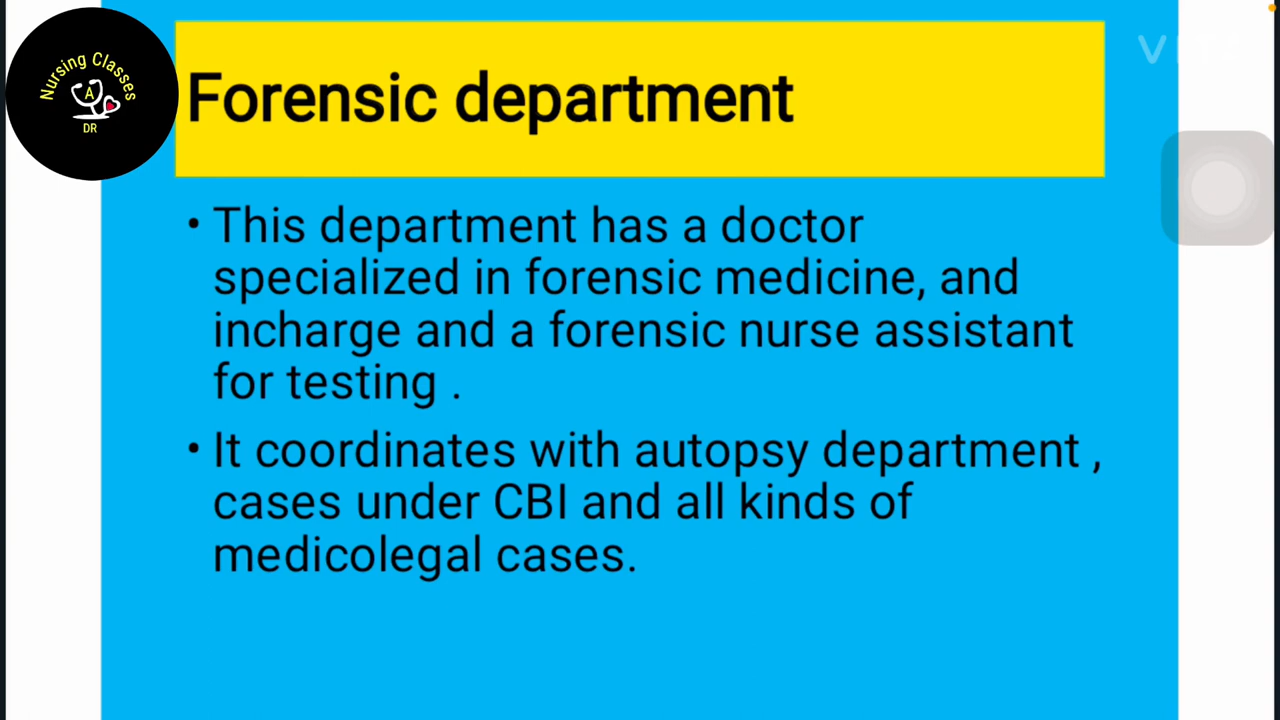 Nursing Classes
A
DR
Forensic department
• This department has a doctor
specialized in forensic medicine, and
incharge and a forensic nurse assistant
for testing .
• It coordinates with autopsy department ,
cases under CBI and all kinds of
medicolegal cases.